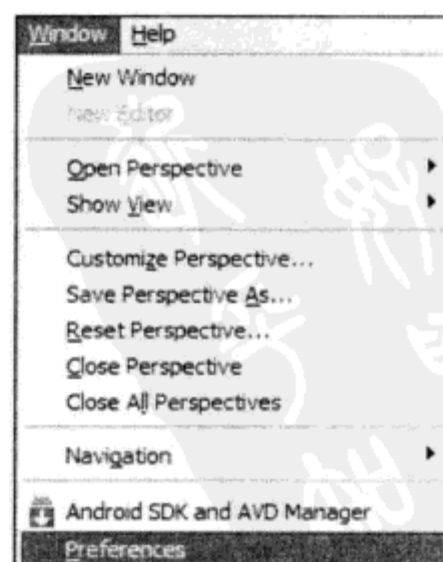 Window Help
New Window
New Editor
Open Perspective
Show View
Customize Perspective...
Save Perspective As...
Reset Perspective...
Close Perspective
Close All Perspectives
Navigation
Android SDK and AVD Manager
Preferences